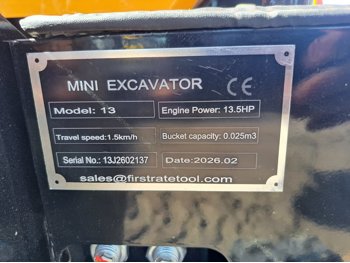 MINI EXCAVATOR CE
Model: 13 Engine Power: 13.5HP
Travel speed:1.5km/h Bucket capacity: 0.025m3
Serial No.: 13J2602137 Date:2026.02
sales@firstratetool.com